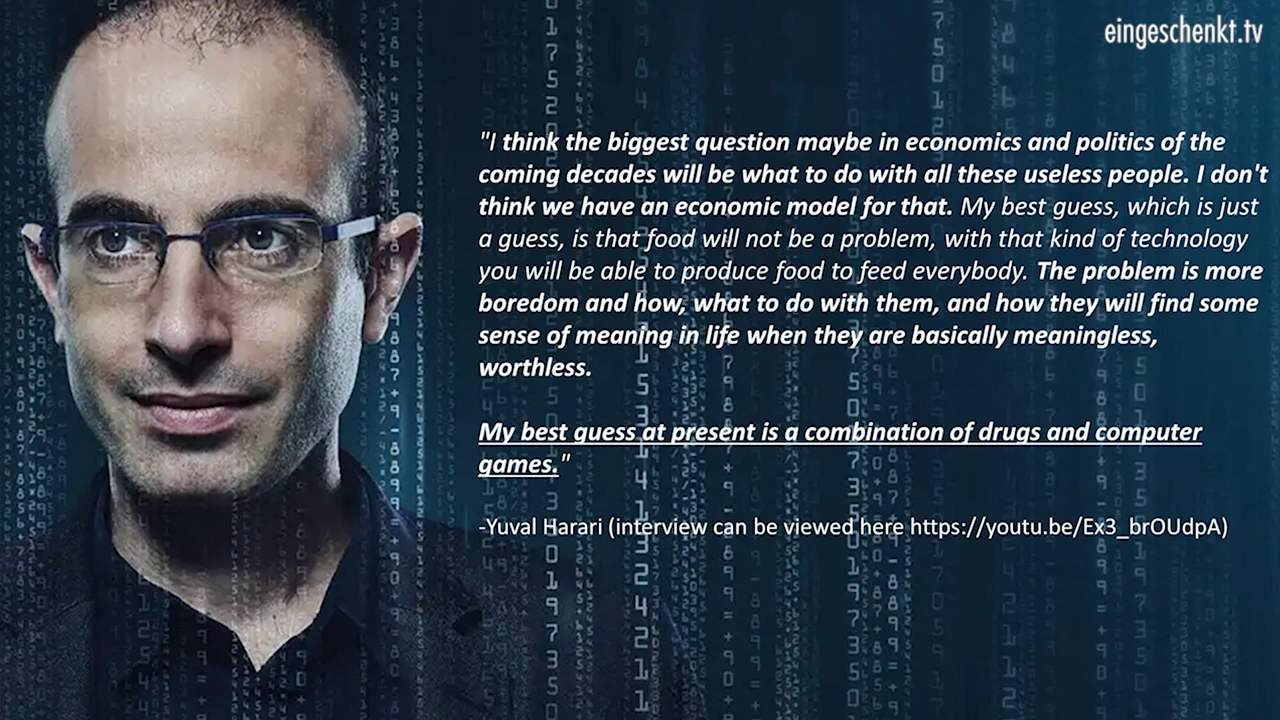 eingeschenkt.tv
"I think the biggest question maybe in economics and politics of the
coming decades will be what to do with all these useless people. I don't
think we have an economic model for that. My best guess, which is just
a guess, is that food will not be a problem, with that kind of technology
you will be able to produce food to feed everybody. The problem is more
boredom and how, what to do with them, and how they will find some
sense of meaning in life when they are basically meaningless,
worthless.
My best guess at present is a combination of drugs and computer
games."
-Yuval Harari (interview can be viewed here https://youtu.be/Ex3_brOUdpA)